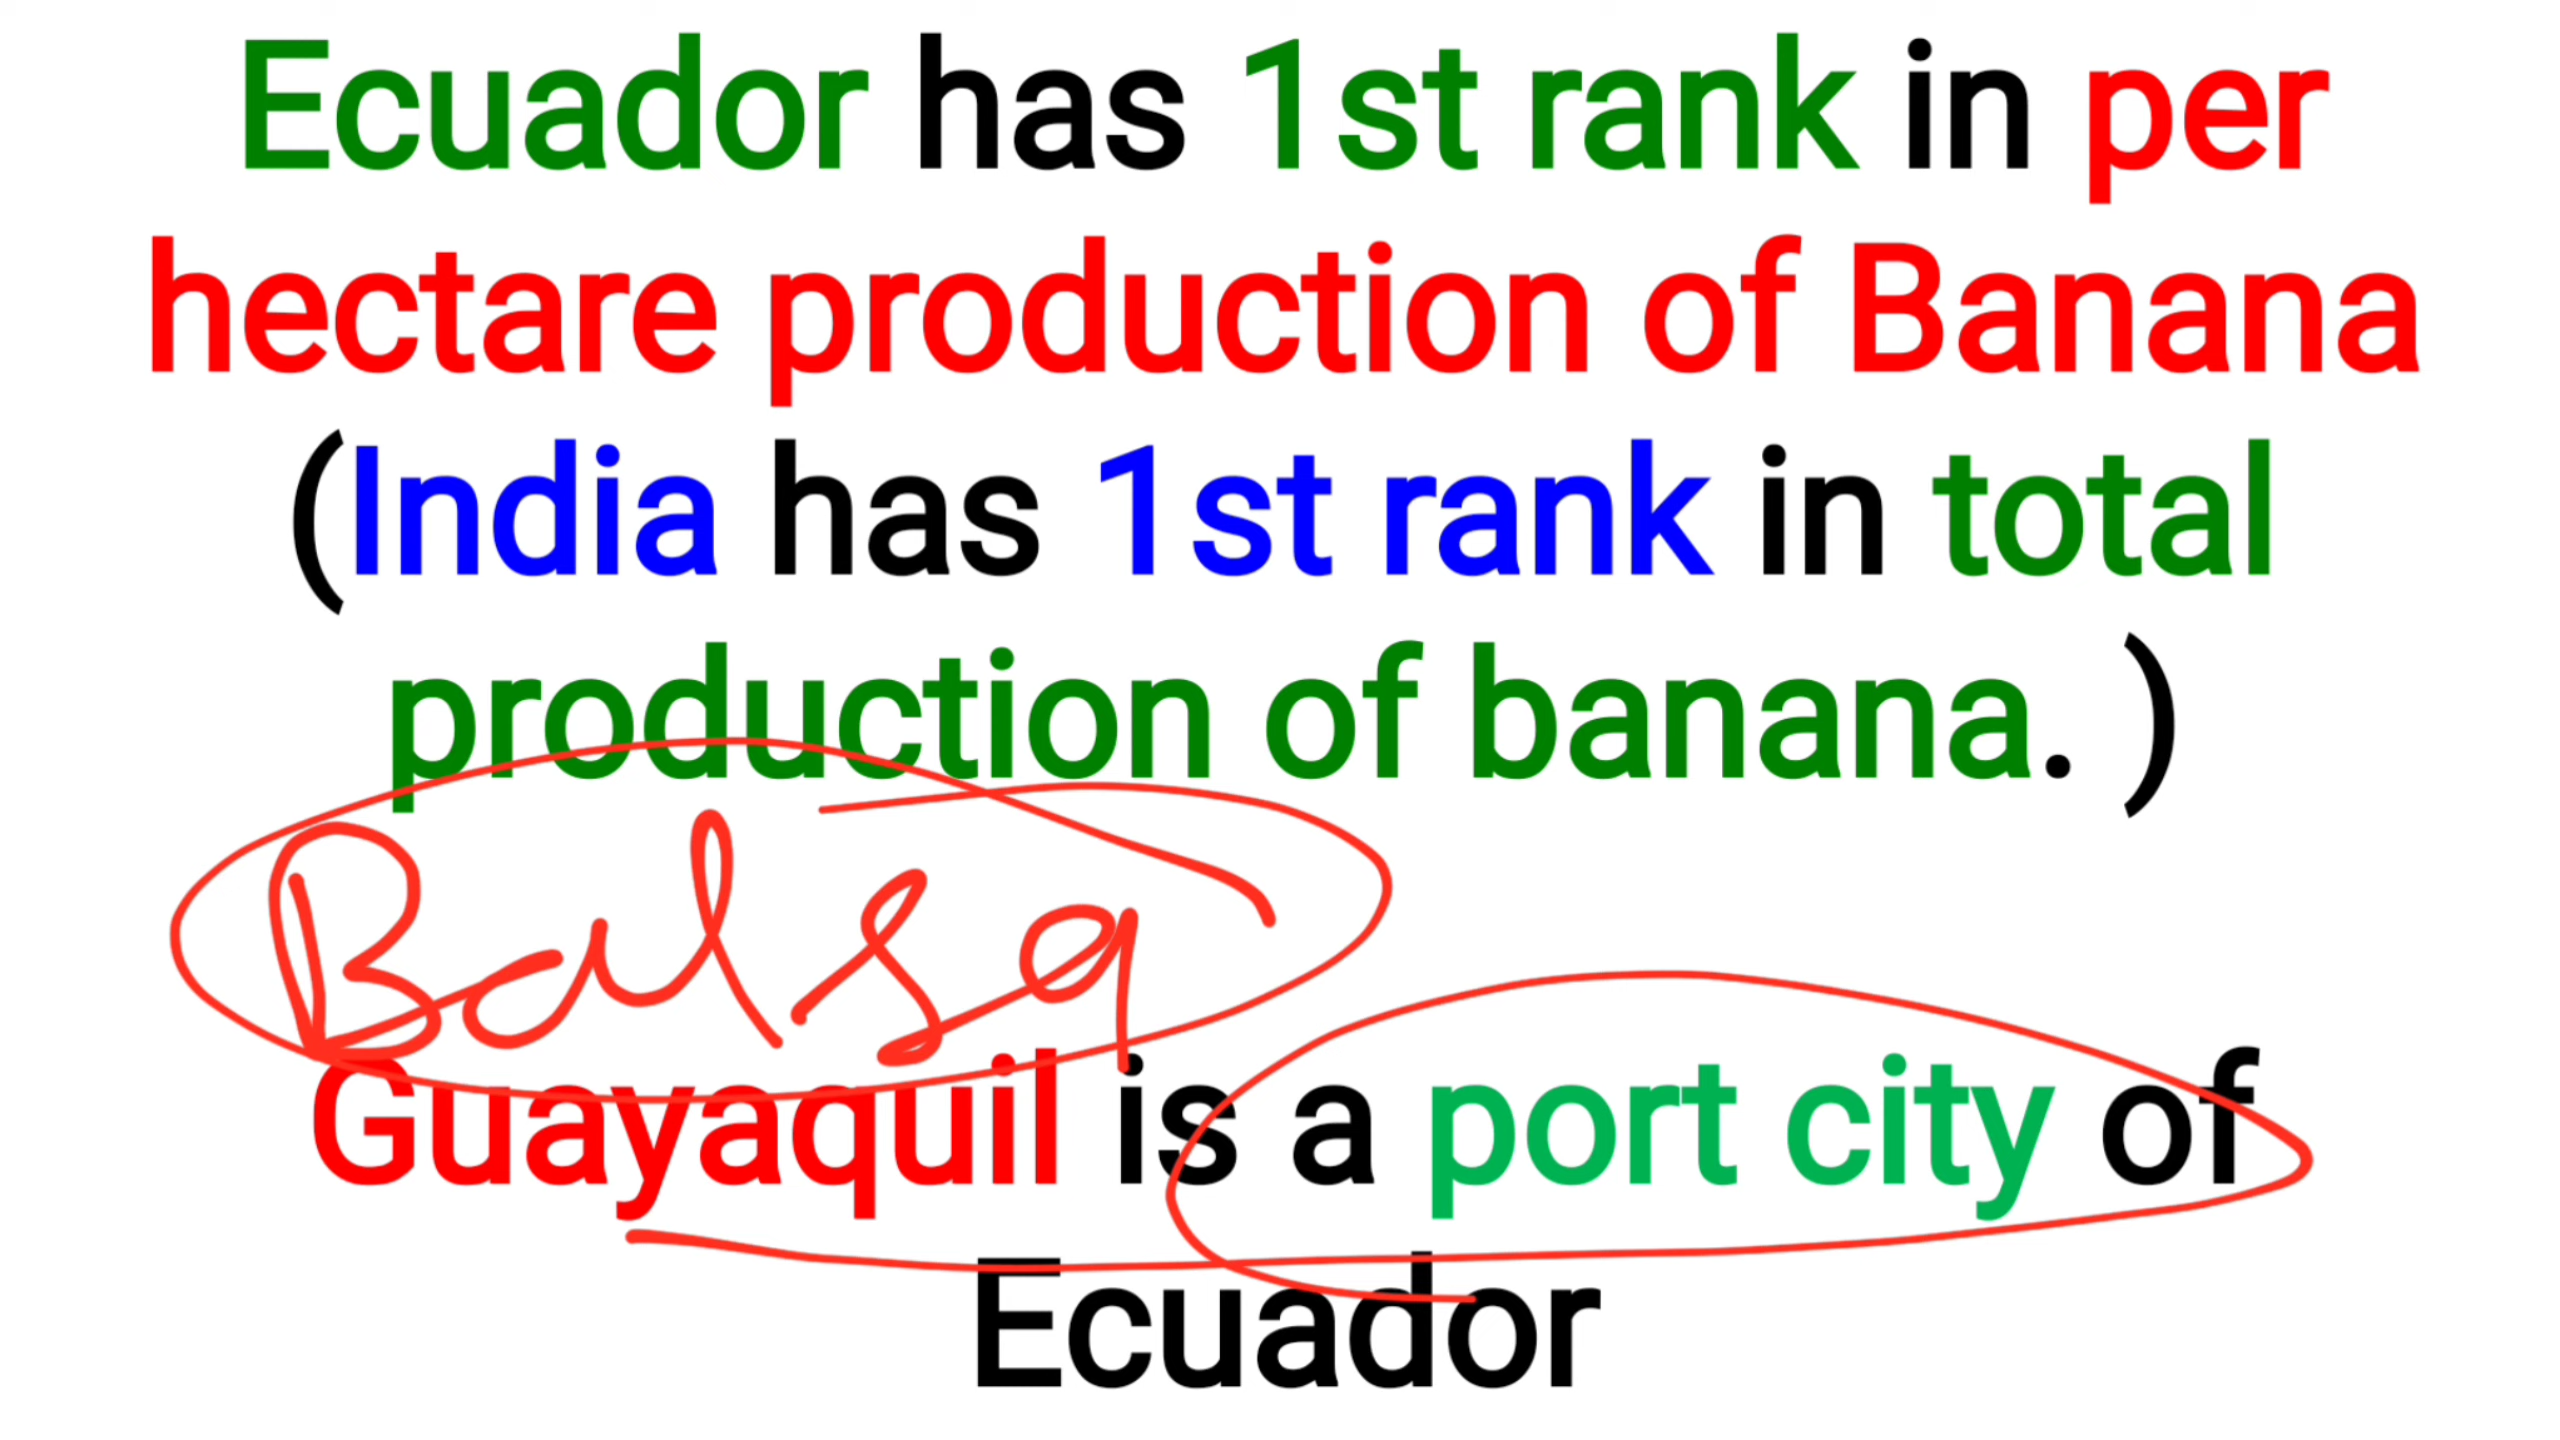 Ecuador has 1st rank in per
hectare production of Banana
(India has 1st rank in total
production of banana. )
Balsa
Guayaquil is a port city of
Ecuador